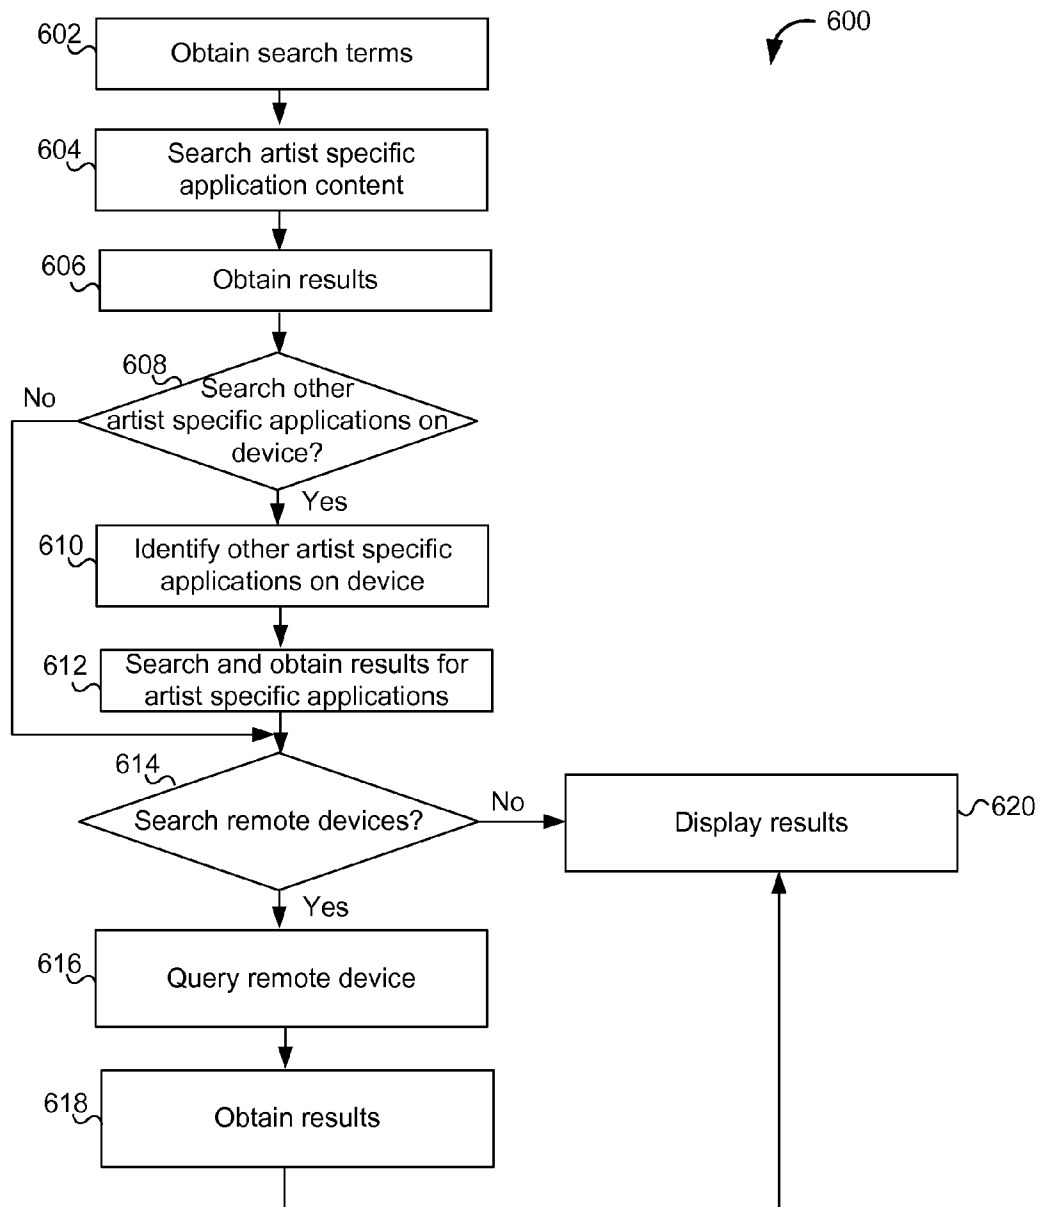 600
602
Obtain search terms
604
Search artist specific
application content
606
Obtain results
608
Search other
artist specific applications on
device?
No
Yes
610
Identify other artist specific
applications on device
612
Search and obtain results for
artist specific applications
614
Search remote devices?
No
Display results
620
Yes
616
Query remote device
618
Obtain results